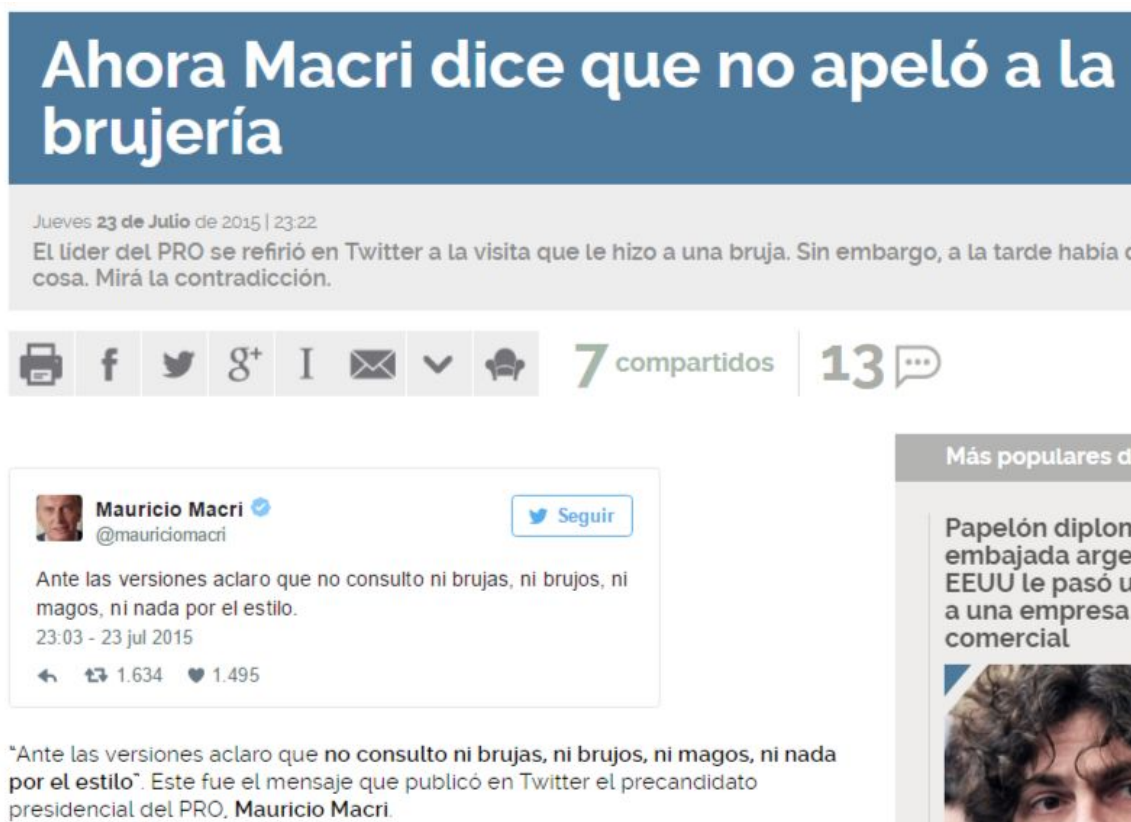 Ahora Macri dice que no apeló a la
brujería
Jueves 23 de Julio de 2015 | 23:22
El líder del PRO se refirió en Twitter a la visita que le hizo a una bruja. Sin embargo, a la tarde había
cosa. Mirá la contradicción.
7 compartidos
13
Más populares
Mauricio Macri
@mauriciomacri
Seguir
Ante las versiones aclaro que no consulto ni brujas, ni brujos, ni
magos, ni nada por el estilo.
23:03 - 23 jul 2015
1.634 1.495
Papelón
embajada
EEUU le pasó
a una empresa
comercial
“Ante las versiones aclaro que no consulto ni brujas, ni brujos, ni magos, ni nada
por el estilo”. Este fue el mensaje que publicó en Twitter el precandidato
presidencial del PRO, Mauricio Macri.